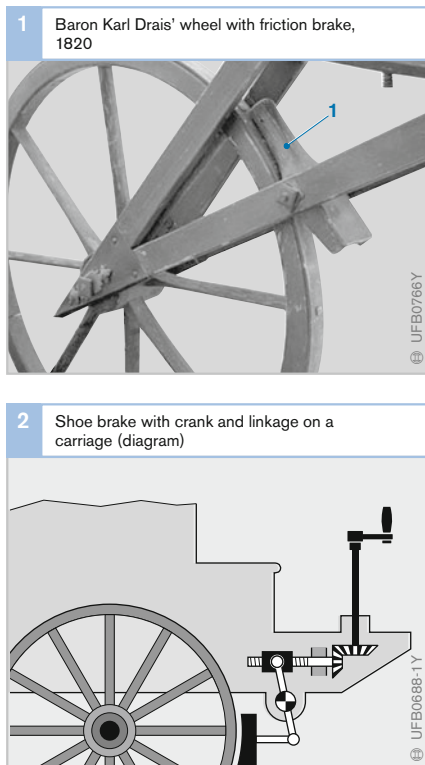 1
Baron Karl Drais' wheel with friction brake,
1820
1
UFB0766Y
2
Shoe brake with crank and linkage on a
carriage (diagram)
UFB0688-1Y